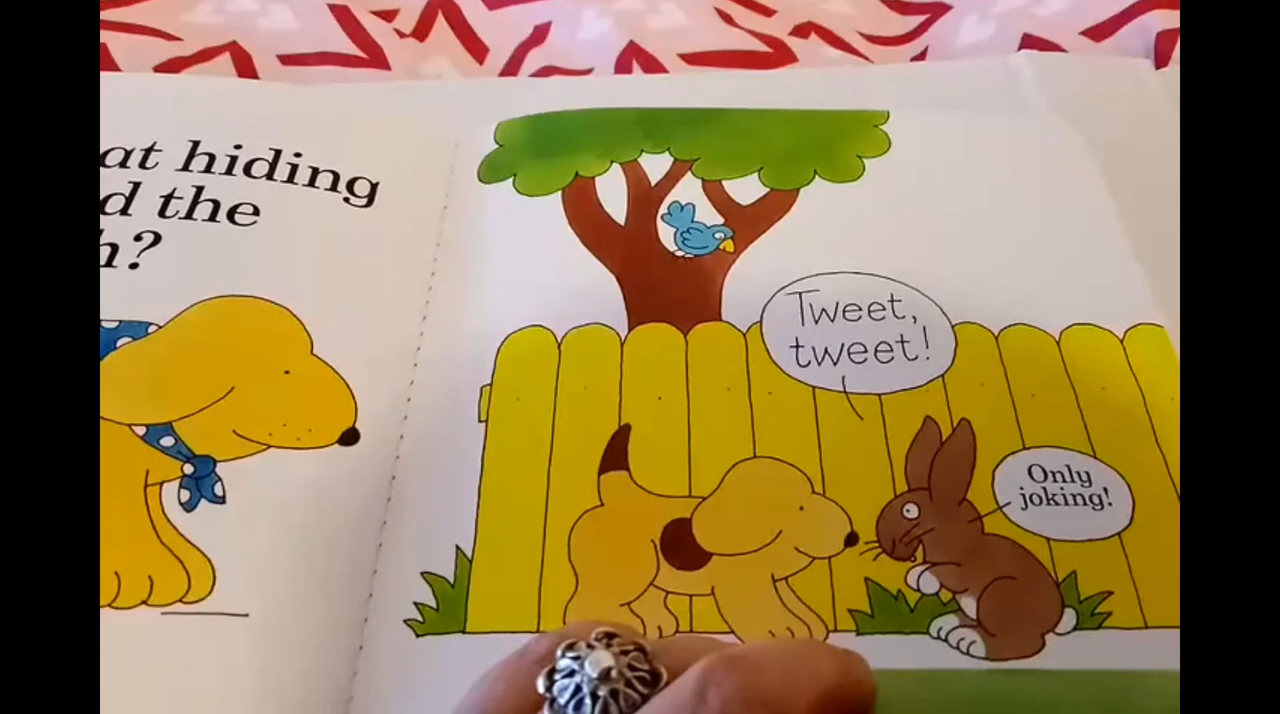 at hiding
d the
h?
Tweet,
tweet!
Only
joking!